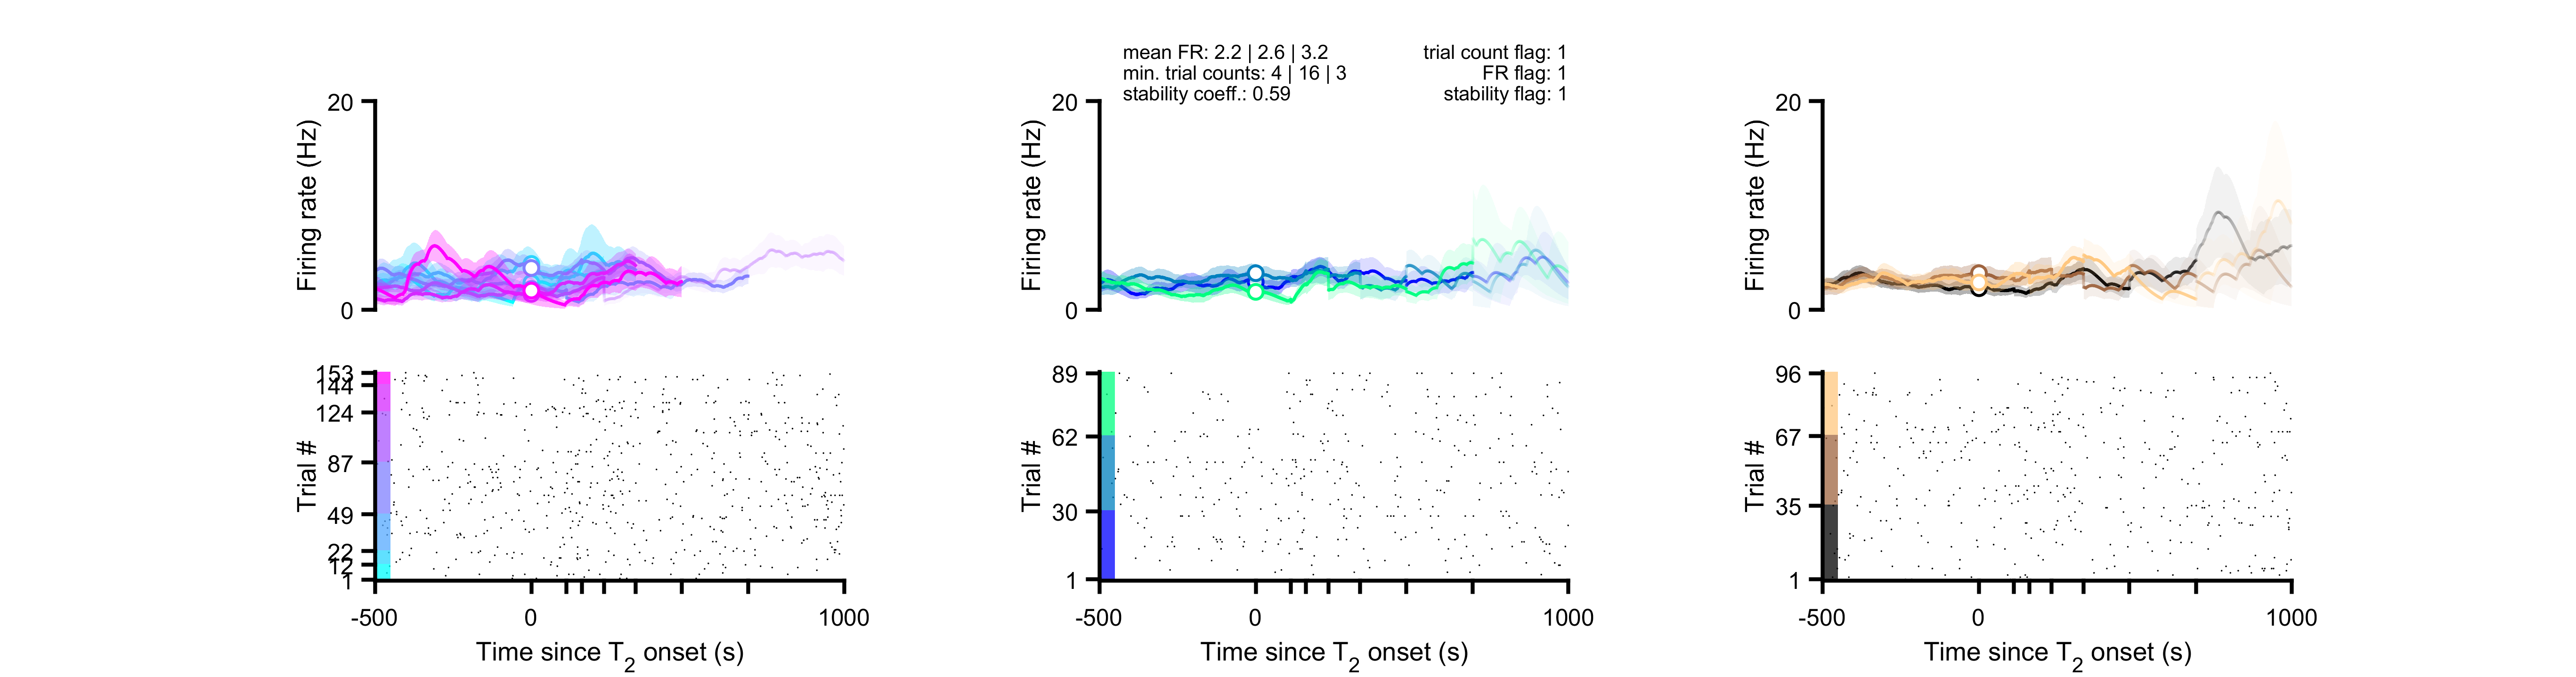 mean FR: 2.2 | 2.6 | 3.2
min. trial counts: 4 | 16 | 3
stability coeff.: 0.59
trial count flag: 1
FR flag: 1
stability flag: 1
20
0
Firing rate (Hz)
20
0
Firing rate (Hz)
20
0
Firing rate (Hz)
153
144
124
87
49
22
12
1
Trial #
-500
0
1000
Time since T2 onset (s)
89
62
30
1
Trial #
-500
0
1000
Time since T2 onset (s)
96
67
35
1
Trial #
-500
0
1000
Time since T2 onset (s)